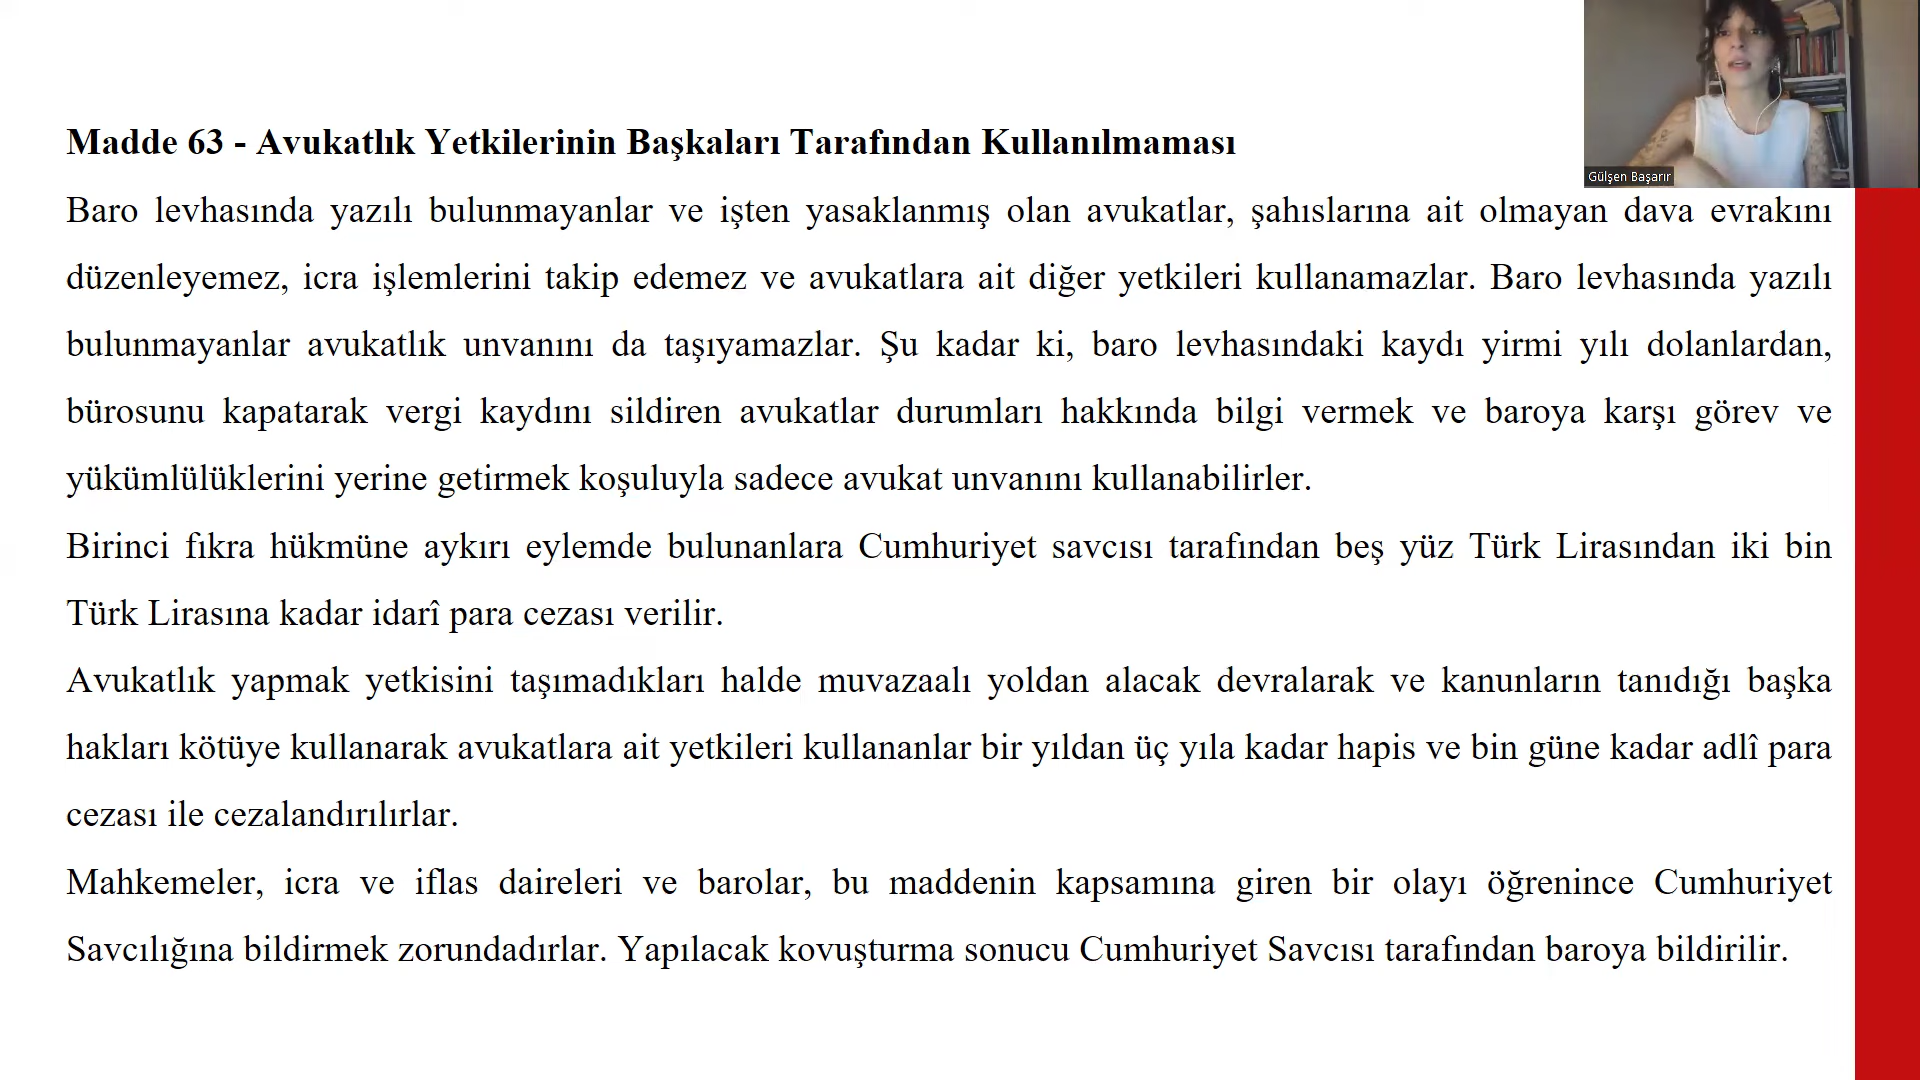 Madde 63 - Avukatlık Yetkilerinin Başkaları Tarafından Kullanılmaması
Gülşen Başarır
Baro levhasında yazılı bulunmayanlar ve işten yasaklanmış olan avukatlar, şahıslarına ait olmayan dava evrakını
düzenleyemez, icra işlemlerini takip edemez ve avukatlara ait diğer yetkileri kullanamazlar. Baro levhasında yazılı
bulunmayanlar avukatlık unvanını da taşıyamazlar. Şu kadar ki, baro levhasındaki kaydı yirmi yılı dolanlardan,
bürosunu kapatarak vergi kaydını sildiren avukatlar durumları hakkında bilgi vermek ve baroya karşı görev ve
yükümlülüklerini yerine getirmek koşuluyla sadece avukat unvanını kullanabilirler.
Birinci fıkra hükmüne aykırı eylemde bulunanlara Cumhuriyet savcısı tarafından beş yüz Türk Lirasından iki bin
Türk Lirasına kadar idarî para cezası verilir.
Avukatlık yapmak yetkisini taşımadıkları halde muvazaalı yoldan alacak devralarak ve kanunların tanıdığı başka
hakları kötüye kullanarak avukatlara ait yetkileri kullananlar bir yıldan üç yıla kadar hapis ve bin güne kadar adlî para
cezası ile cezalandırılırlar.
Mahkemeler, icra ve iflas daireleri ve barolar, bu maddenin kapsamına giren bir olayı öğrenince Cumhuriyet
Savcılığına bildirmek zorundadırlar. Yapılacak kovuşturma sonucu Cumhuriyet Savcısı tarafından baroya bildirilir.